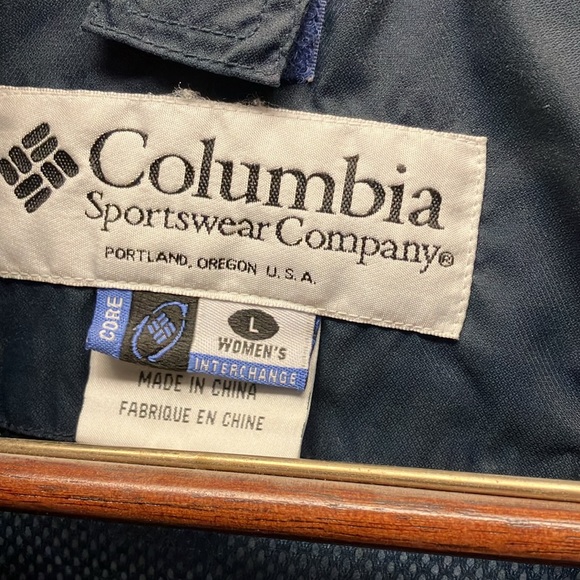 Columbia
Sportswear Company®
PORTLAND, OREGON U.S.A.
CORE
L
WOMEN'S
INTERCHANGE
MADE IN CHINA
FABRIQUE EN CHINE